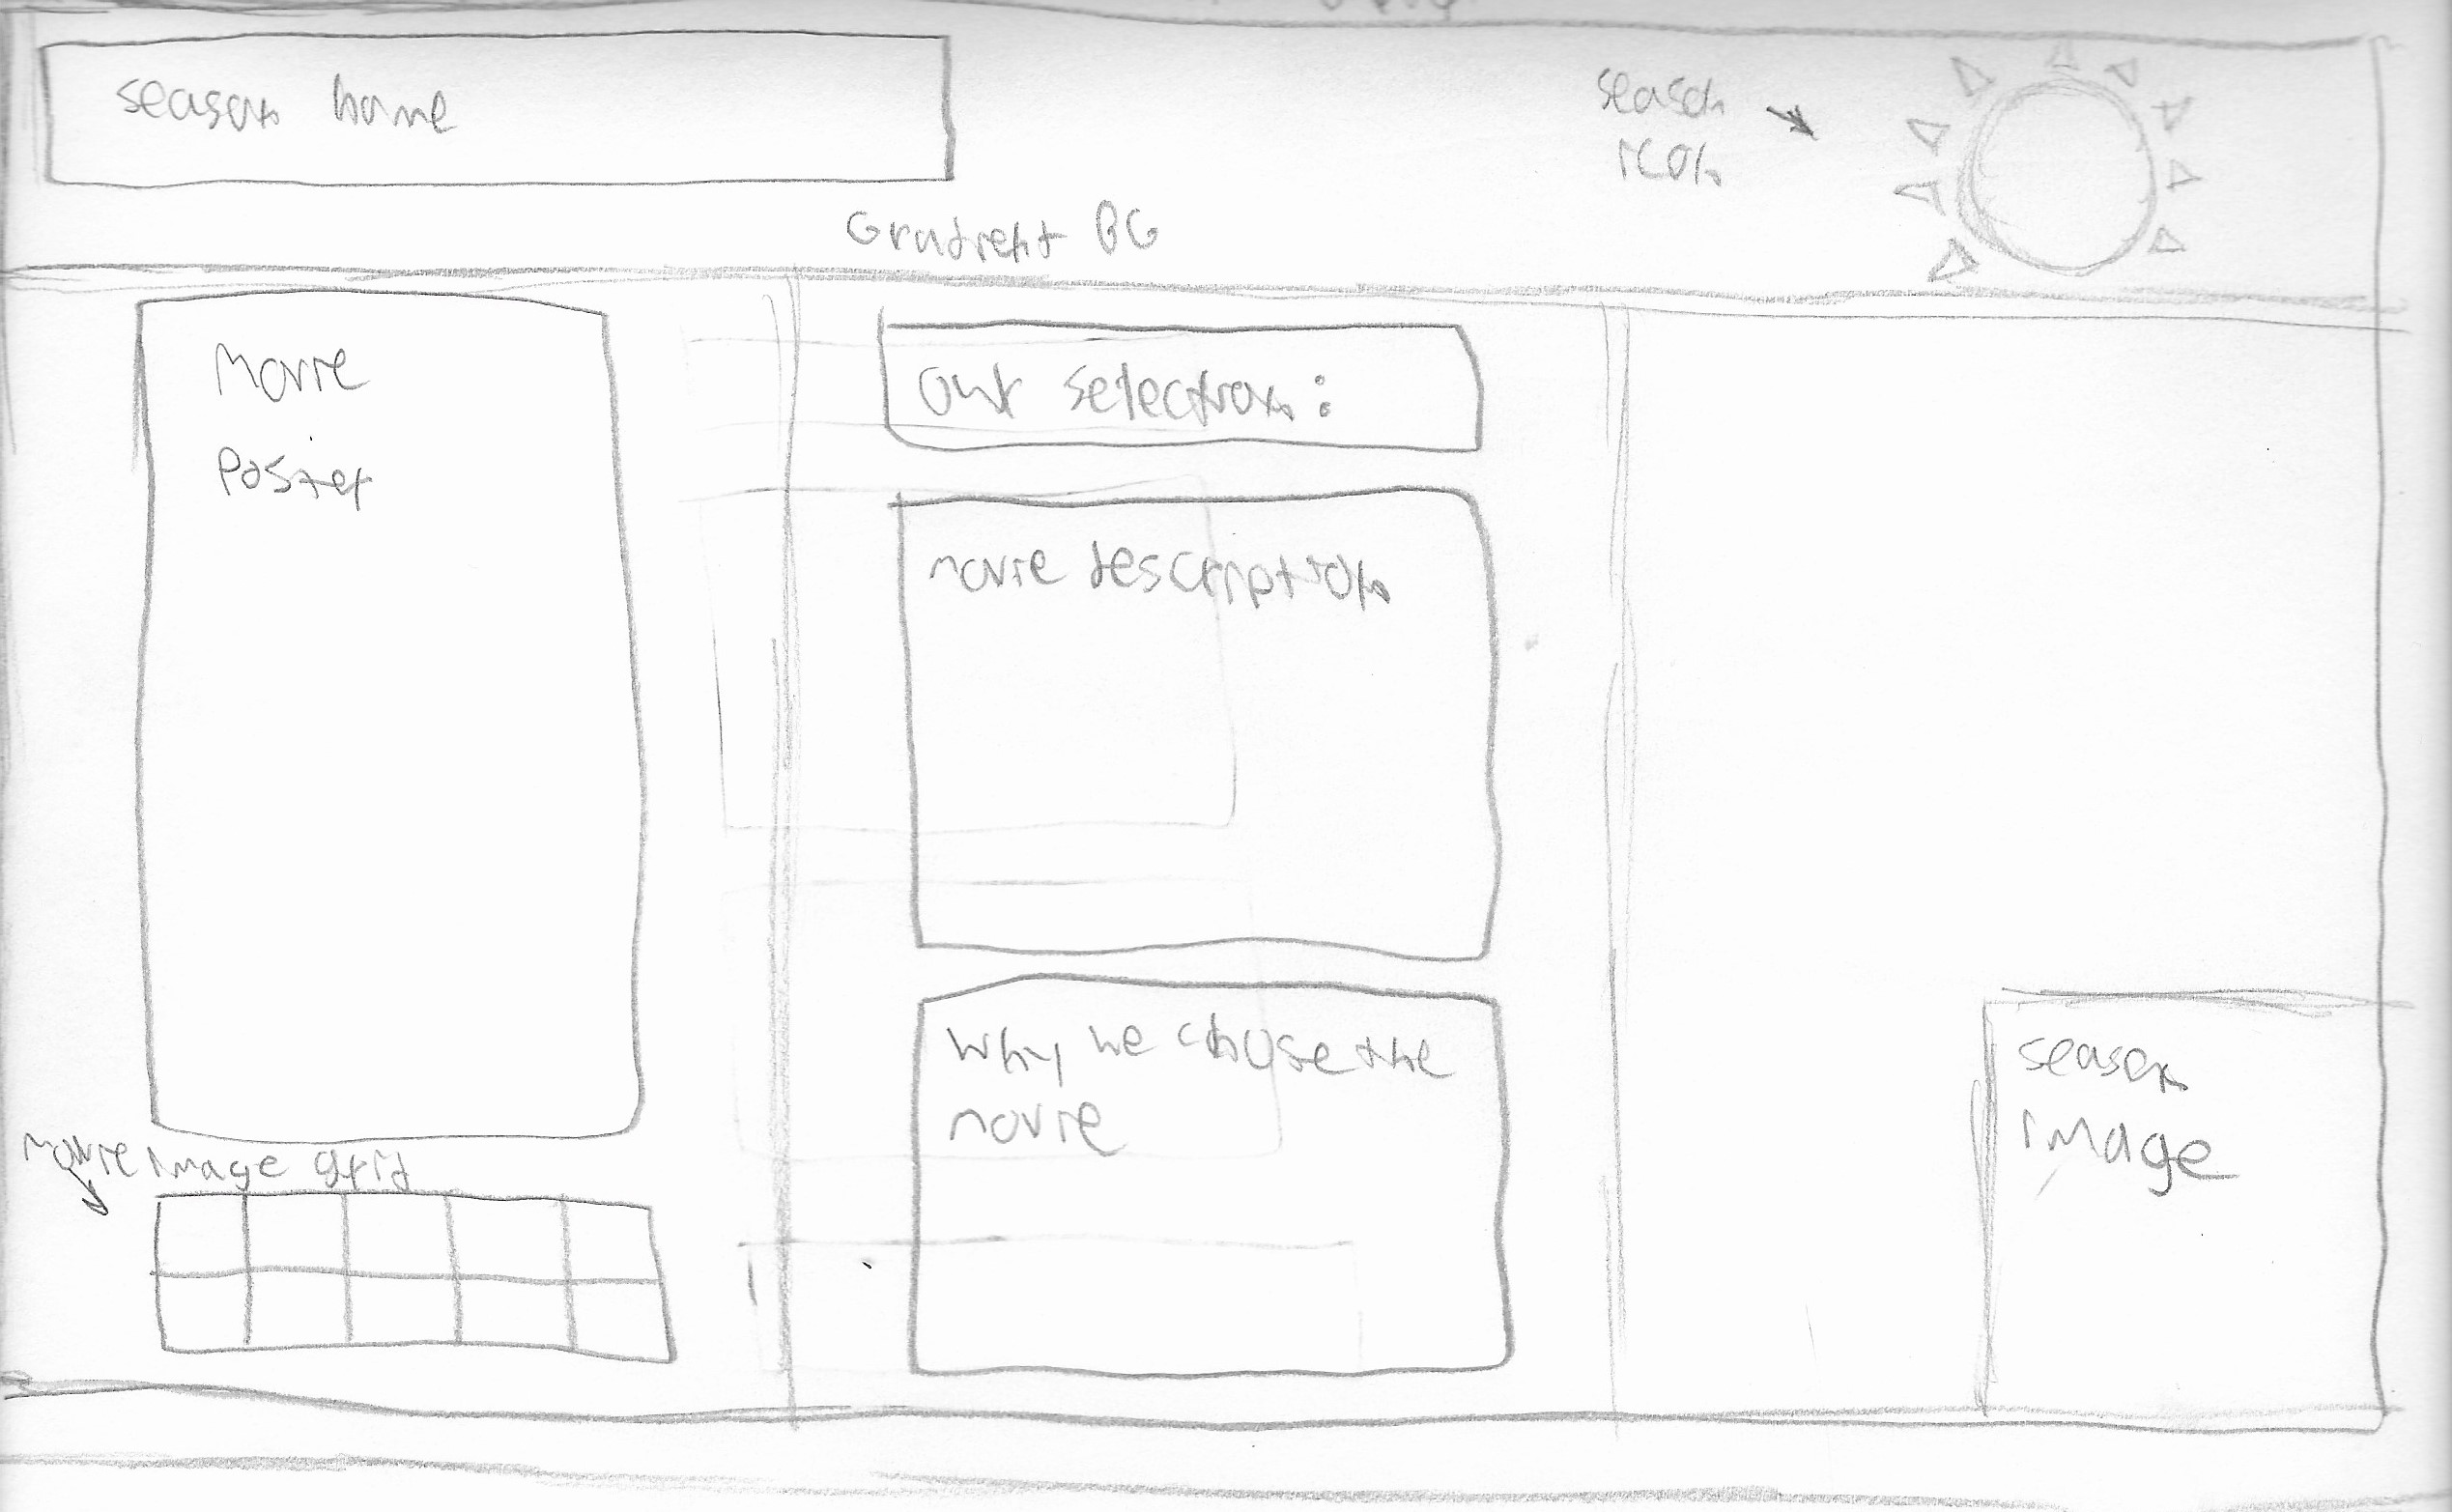 season name
season
icon
Gradient BG
Movie
Poster
our selection:
movie description
Why we chose the
movie
movie image grid
season
image